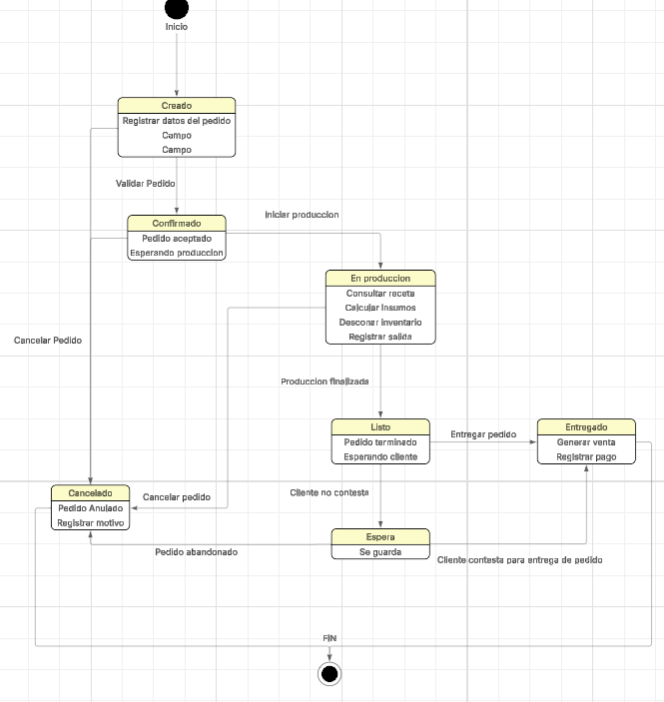 Inicio
Creado
Registrar datos del pedido
Campo
Campo
Validar Pedido
Confirmado
Pedido aceptado
Esperando produccion
Iniciar produccion
En produccion
Consultar receta
Calcular insumos
Desconar inventario
Registrar salida
Cancelar Pedido
Produccion finalizada
Listo
Pedido terminado
Esperando cliente
Entregar pedido
Entregado
Generar venta
Registrar pago
Cancelado
Pedido Anulado
Registrar motivo
Cancelar pedido
Cliente no contesta
Espera
Se guarda
Pedido abandonado
Cliente contesta para entrega de pedido
FIN